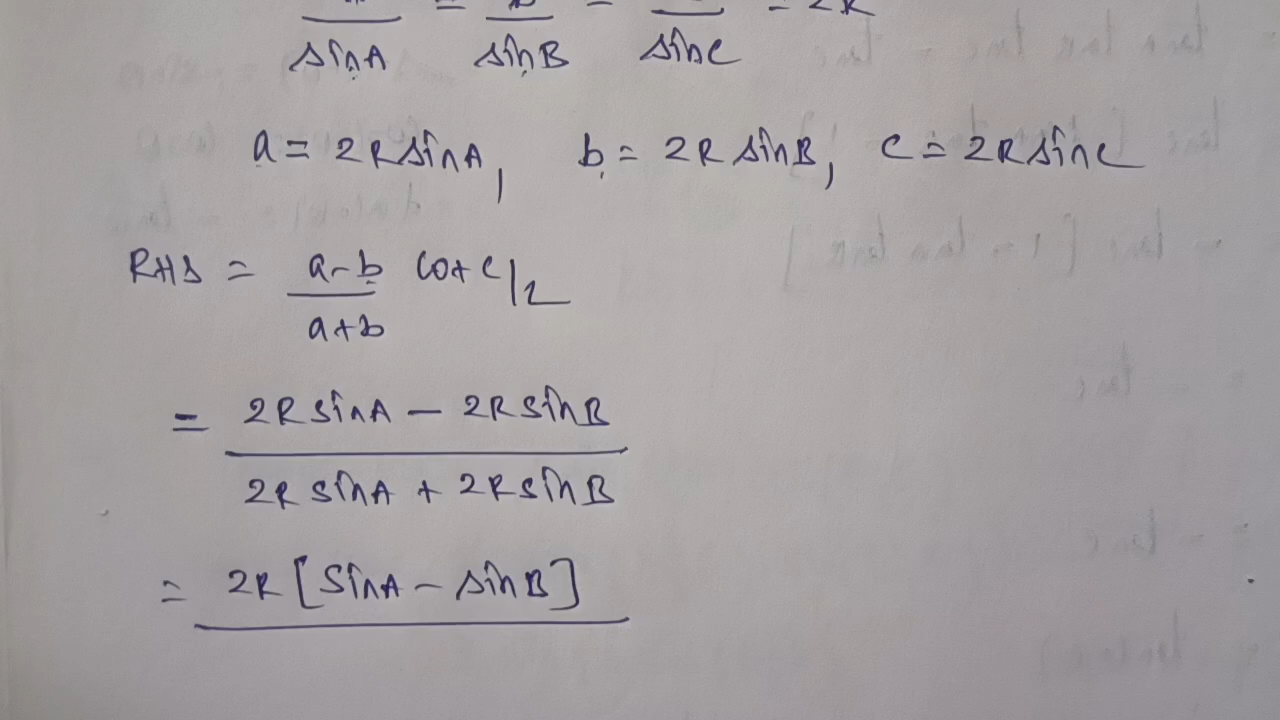 sinA = sinB = sinC = 2R
a = 2R sinA, b = 2R sinB, c = 2R sinC
RHS = a-b/a+b cot c/2
= 2R sinA - 2R sinB
2R sinA + 2R sinB
= 2R [sinA - sinB]